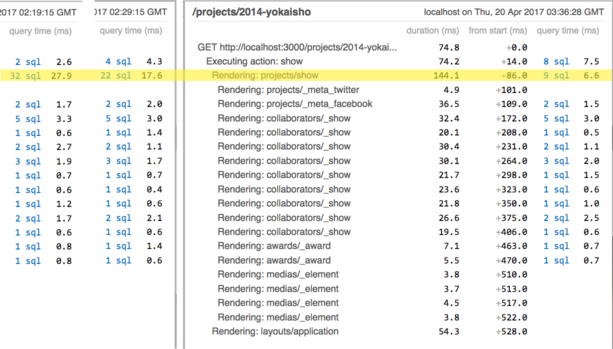 2017 02:19:15 GMT
query time (ms)
2 sql 2.6
32 sql 27.9
2 sql 1.7
5 sql 3.3
1 sql 0.6
2 sql 2.7
3 sql 1.9
1 sql 0.7
1 sql 0.6
1 sql 1.2
2 sql 1.7
1 sql 0.6
1 sql 0.8
1 sql 0.8
2017 02:19:15 GMT
query time (ms)
4 sql 4.3
22 sql 17.6
2 sql 2.0
5 sql 3.0
1 sql 1.4
2 sql 1.1
3 sql 1.7
1 sql 0.7
1 sql 0.4
1 sql 0.6
2 sql 2.1
1 sql 0.6
1 sql 1.4
1 sql 0.6
/projects/2014-yokaisho localhost on Thu, 20 Apr 2017 03:36:28 GMT
duration (ms) from start (ms) query time (ms)
GET http://localhost:3000/projects/2014-yokai... 74.8 +0.0
Executing action: show 74.2 +14.0 8 sql 7.5
Rendering: projects/show 144.1 +86.0 9 sql 6.6
Rendering: projects/_meta_twitter 4.9 +101.0
Rendering: projects/_meta_facebook 36.5 +109.0 2 sql 1.5
Rendering: collaborators/_show 32.4 +172.0 5 sql 3.0
Rendering: collaborators/_show 20.1 +208.0 1 sql 0.5
Rendering: collaborators/_show 30.4 +231.0 2 sql 1.1
Rendering: collaborators/_show 30.1 +264.0 3 sql 2.0
Rendering: collaborators/_show 21.7 +298.0 1 sql 1.5
Rendering: collaborators/_show 23.6 +323.0 1 sql 0.6
Rendering: collaborators/_show 21.8 +350.0 1 sql 1.0
Rendering: collaborators/_show 26.6 +375.0 2 sql 2.5
Rendering: collaborators/_show 19.5 +406.0 1 sql 0.6
Rendering: awards/_award 7.1 +463.0 1 sql 0.7
Rendering: awards/_award 5.5 +470.0 1 sql 0.7
Rendering: medias/_element 3.8 +510.0
Rendering: medias/_element 3.7 +513.0
Rendering: medias/_element 4.5 +517.0
Rendering: medias/_element 3.8 +522.0
Rendering: layouts/application 54.3 +528.0